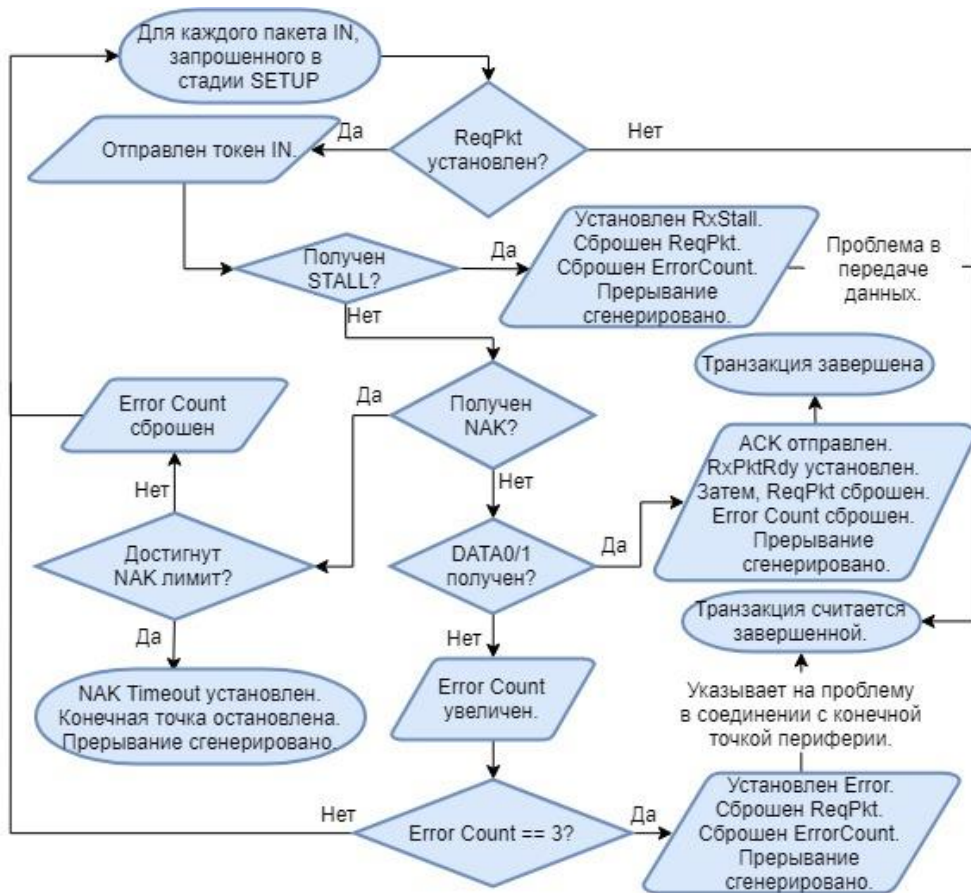 Для каждого пакета IN,
запрошенного в
стадии SETUP
ReqPkt
установлен?
Да
Нет
Отправлен токен IN.
Получен
STALL?
Да
Нет
Установлен RxStall.
Сброшен ReqPkt.
Сброшен ErrorCount.
Прерывание
сгенерировано.
Проблема в
передаче
данных.
Транзакция завершена
Получен
NAK?
Да
Нет
Error Count
сброшен
Нет
Достигнут
NAK лимит?
Да
NAK Timeout установлен.
Конечная точка остановлена.
Прерывание сгенерировано.
DATA0/1
получен?
Да
Нет
ACK отправлен.
RxPktRdy установлен.
Затем, ReqPkt сброшен.
Error Count сброшен.
Прерывание
сгенерировано.
Транзакция считается
завершенной.
Error Count
увеличен.
Указывает на проблему
в соединении с конечной
точкой периферии.
Error Count == 3?
Нет
Да
Установлен Error.
Сброшен ReqPkt.
Сброшен ErrorCount.
Прерывание
сгенерировано.